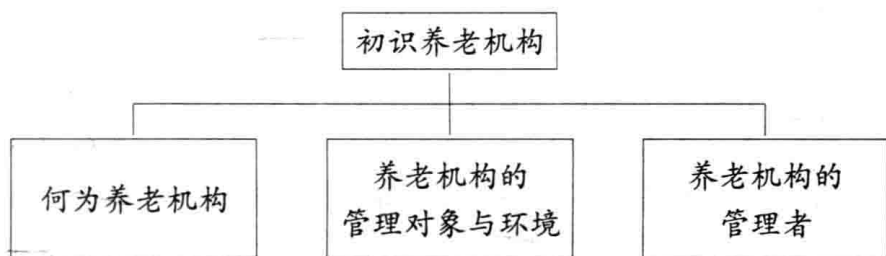 初识养老机构
何为养老机构
养老机构的
管理对象与环境
养老机构的
管理者